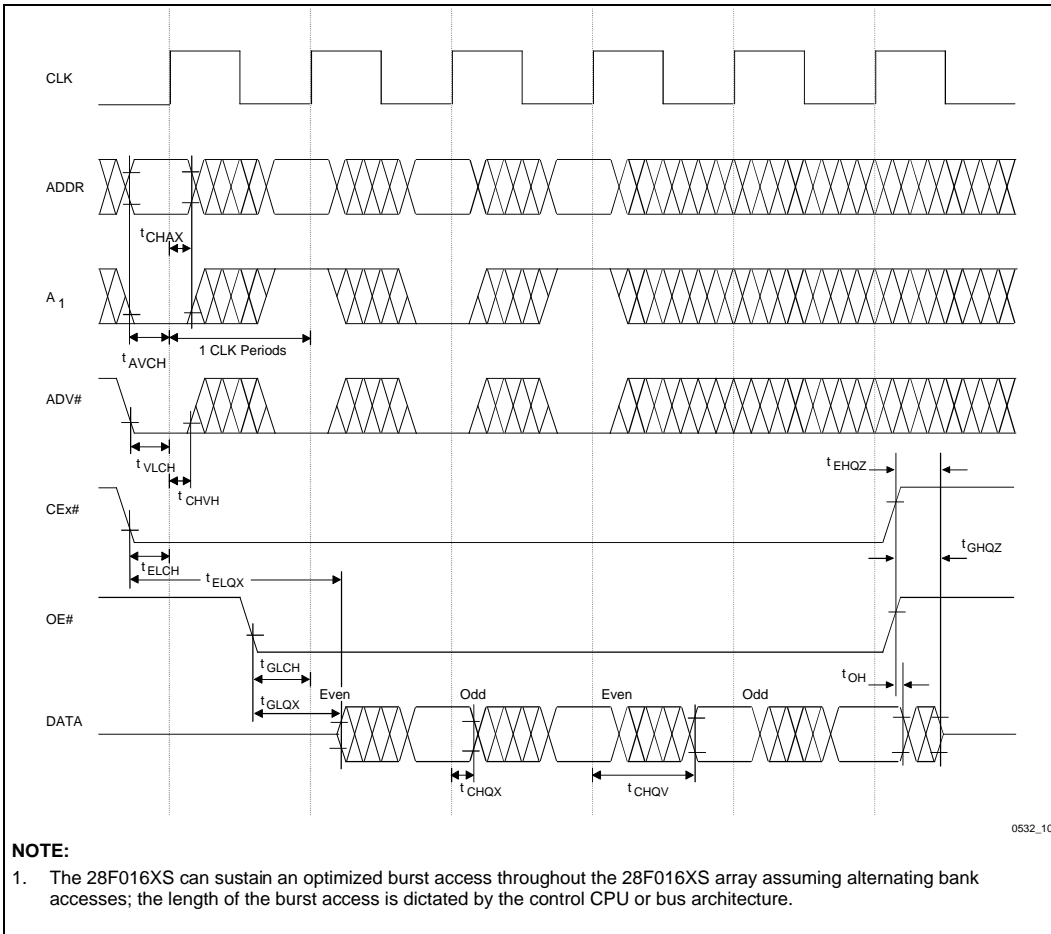 CLK
ADDR
tCHAX
A1
tAVCH
1 CLK Periods
ADV#
tVLCH
tCHVH
tEHQZ
CEx#
tGHQZ
tELCH
tELQX
OE#
tGLCH
tOH
tGLQX
Even Odd Even Odd
DATA
tCHQX
tCHQV
0532_10
NOTE:
1. The 28F016XS can sustain an optimized burst access throughout the 28F016XS array assuming alternating bank
accesses; the length of the burst access is dictated by the control CPU or bus architecture.